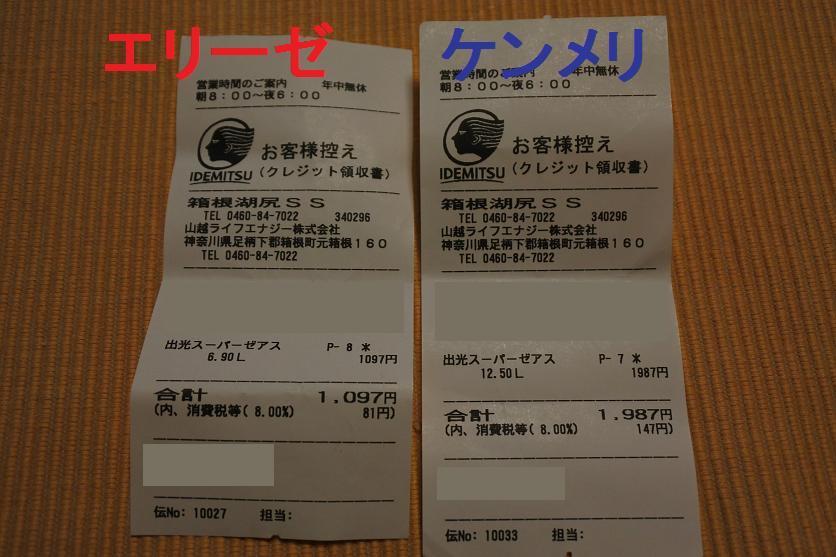 エリーゼ
営業時間のご案内 年中無休
朝8:00～夜6:00
IDEMITSU
お客様控え
(クレジット領収書)
箱根湖尻SS
TEL 0460-84-7022 340296
山越ライフエナジー株式会社
神奈川県足柄下郡箱根町元箱根160
TEL 0460-84-7022
出光スーパーゼアス P- 8 *
6.90L 1097円
合計 1,097円
(内、消費税等( 8.00%) 81円)
伝No: 10027 担当:
ケンメリ
営業時間のご案内 年中無休
朝8:00～夜6:00
IDEMITSU
お客様控え
(クレジット領収書)
箱根湖尻SS
TEL 0460-84-7022 340296
山越ライフエナジー株式会社
神奈川県足柄下郡箱根町元箱根160
TEL 0460-84-7022
出光スーパーゼアス P- 7 *
12.50L 1987円
合計 1,987円
(内、消費税等( 8.00%) 147円)
伝No: 10033 担当: